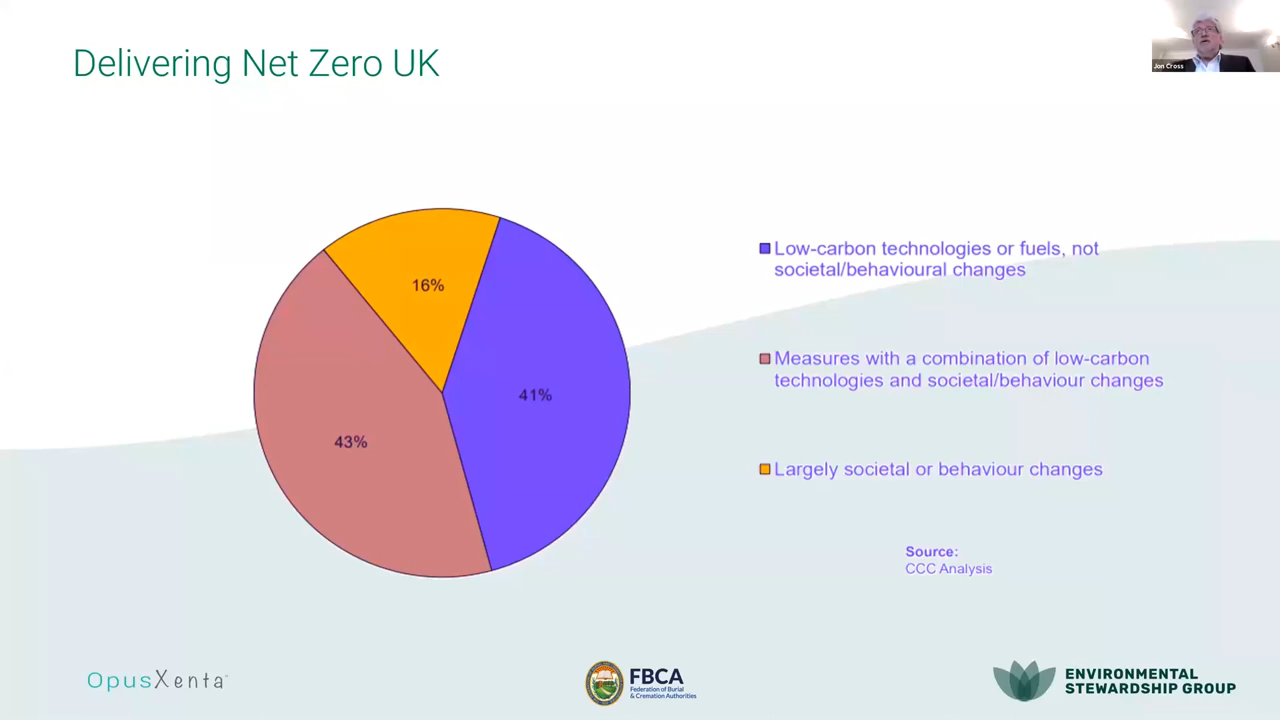 Delivering Net Zero UK
Jon Cross
16%
41%
43%
Low-carbon technologies or fuels, not
societal/behavioural changes
Measures with a combination of low-carbon
technologies and societal/behaviour changes
Largely societal or behaviour changes
Source:
CCC Analysis
OpusXenta
FBCA
Federation of Burial
& Cremation Authorities
ENVIRONMENTAL
STEWARDSHIP GROUP